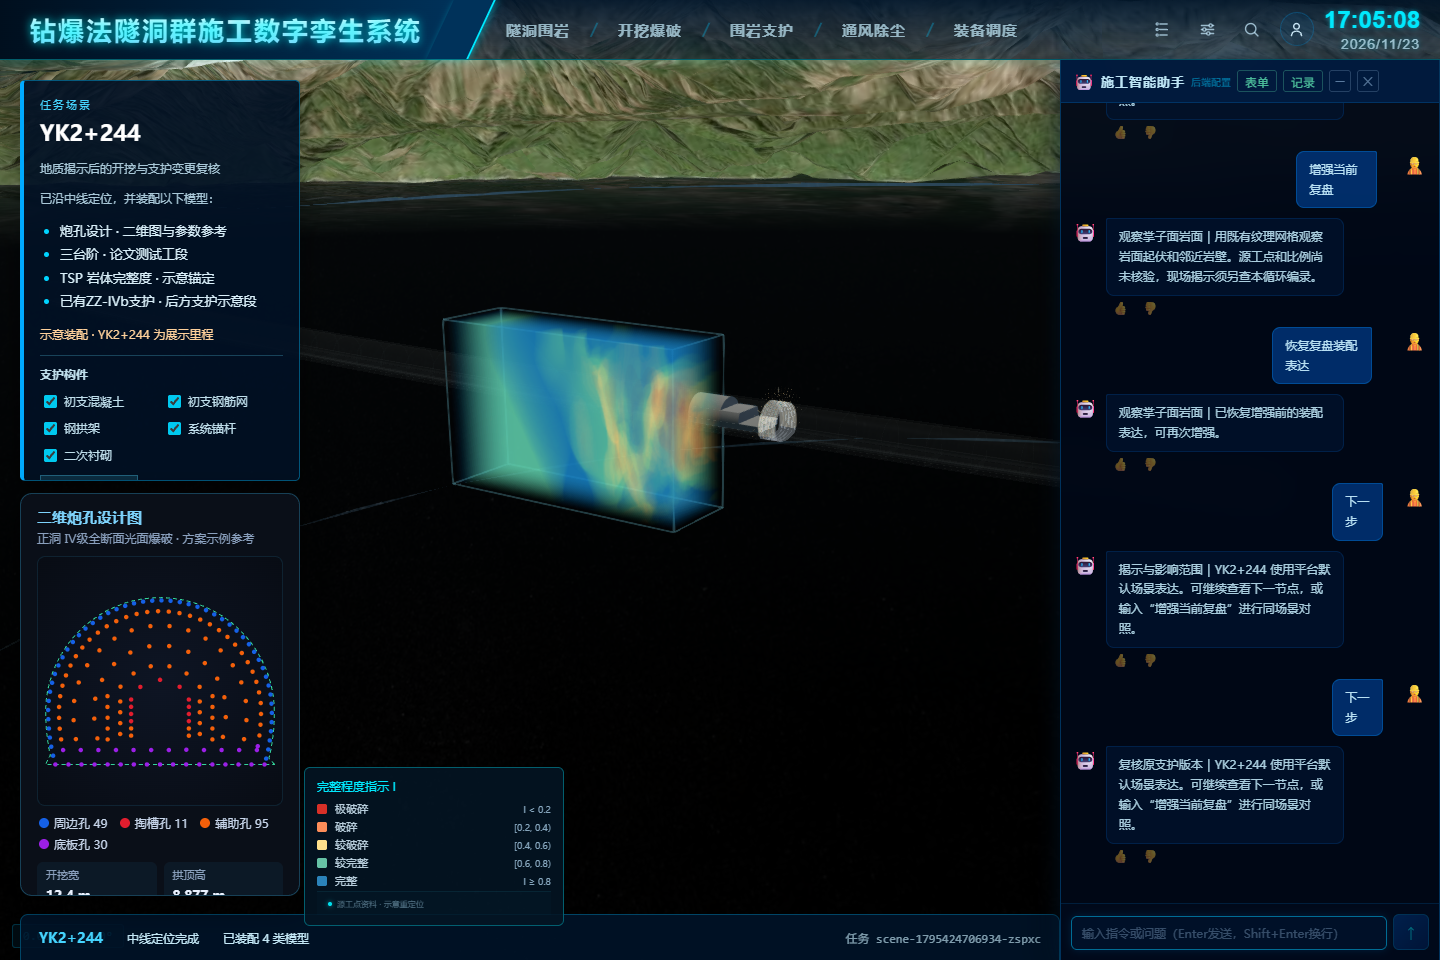 钻爆法隧洞群施工数字孪生系统
隧洞围岩 / 开挖爆破 / 围岩支护 / 通风除尘 / 装备调度
17:05:08
2026/11/23
任务场景
YK2+244
地质揭示后的开挖与支护变更复核
已沿中线定位，并装配以下模型：
炮孔设计 · 二维图与参数参考
三台阶 · 论文测试工段
TSP 岩体完整度 · 示意锚定
已有ZZ-IVb支护 · 后方支护示意段
示意装配 · YK2+244 为展示里程
支护构件
初支混凝土 初支钢筋网
钢拱架 系统锚杆
二次衬砌
二维炮孔设计图
正洞 IV级全断面光面爆破 · 方案示例参考
周边孔 49 掏槽孔 11 辅助孔 95
底板孔 30
开挖宽 拱顶高
12.4 m 8.877 m
完整程度指示 I
极破碎 I < 0.2
破碎 [0.2, 0.4)
较破碎 [0.4, 0.6)
较完整 [0.6, 0.8)
完整 I ≥ 0.8
源工点资料 · 示意重定位
YK2+244 中线定位完成 已装配 4 类模型
任务 scene-1795424706934-zspxc
施工智能助手 后端配置 表单 记录
照。
增强当前
复盘
观察掌子面岩面 | 用既有纹理网格观察
岩面起伏和邻近岩壁。源工点和比例尚
未核验，现场揭示须另查本循环编录。
恢复复盘装配
表达
观察掌子面岩面 | 已恢复增强前的装配
表达，可再次增强。
下一
步
揭示与影响范围 | YK2+244 使用平台默
认场景表达。可继续查看下一节点，或
输入“增强当前复盘”进行同场景对
照。
下一
步
复核原支护版本 | YK2+244 使用平台默
认场景表达。可继续查看下一节点，或
输入“增强当前复盘”进行同场景对
照。
输入指令或问题（Enter发送，Shift+Enter换行）